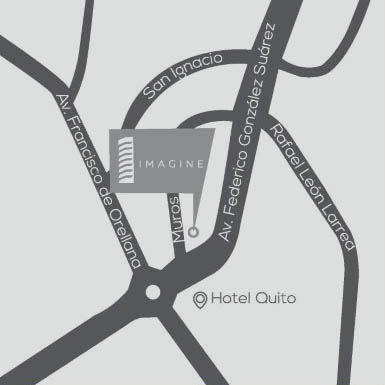 San Ignacio
Av. Federico González Suárez
Av. Francisco de Orellana
Rafael León Larrea
IMAGINE
Muros
Hotel Quito